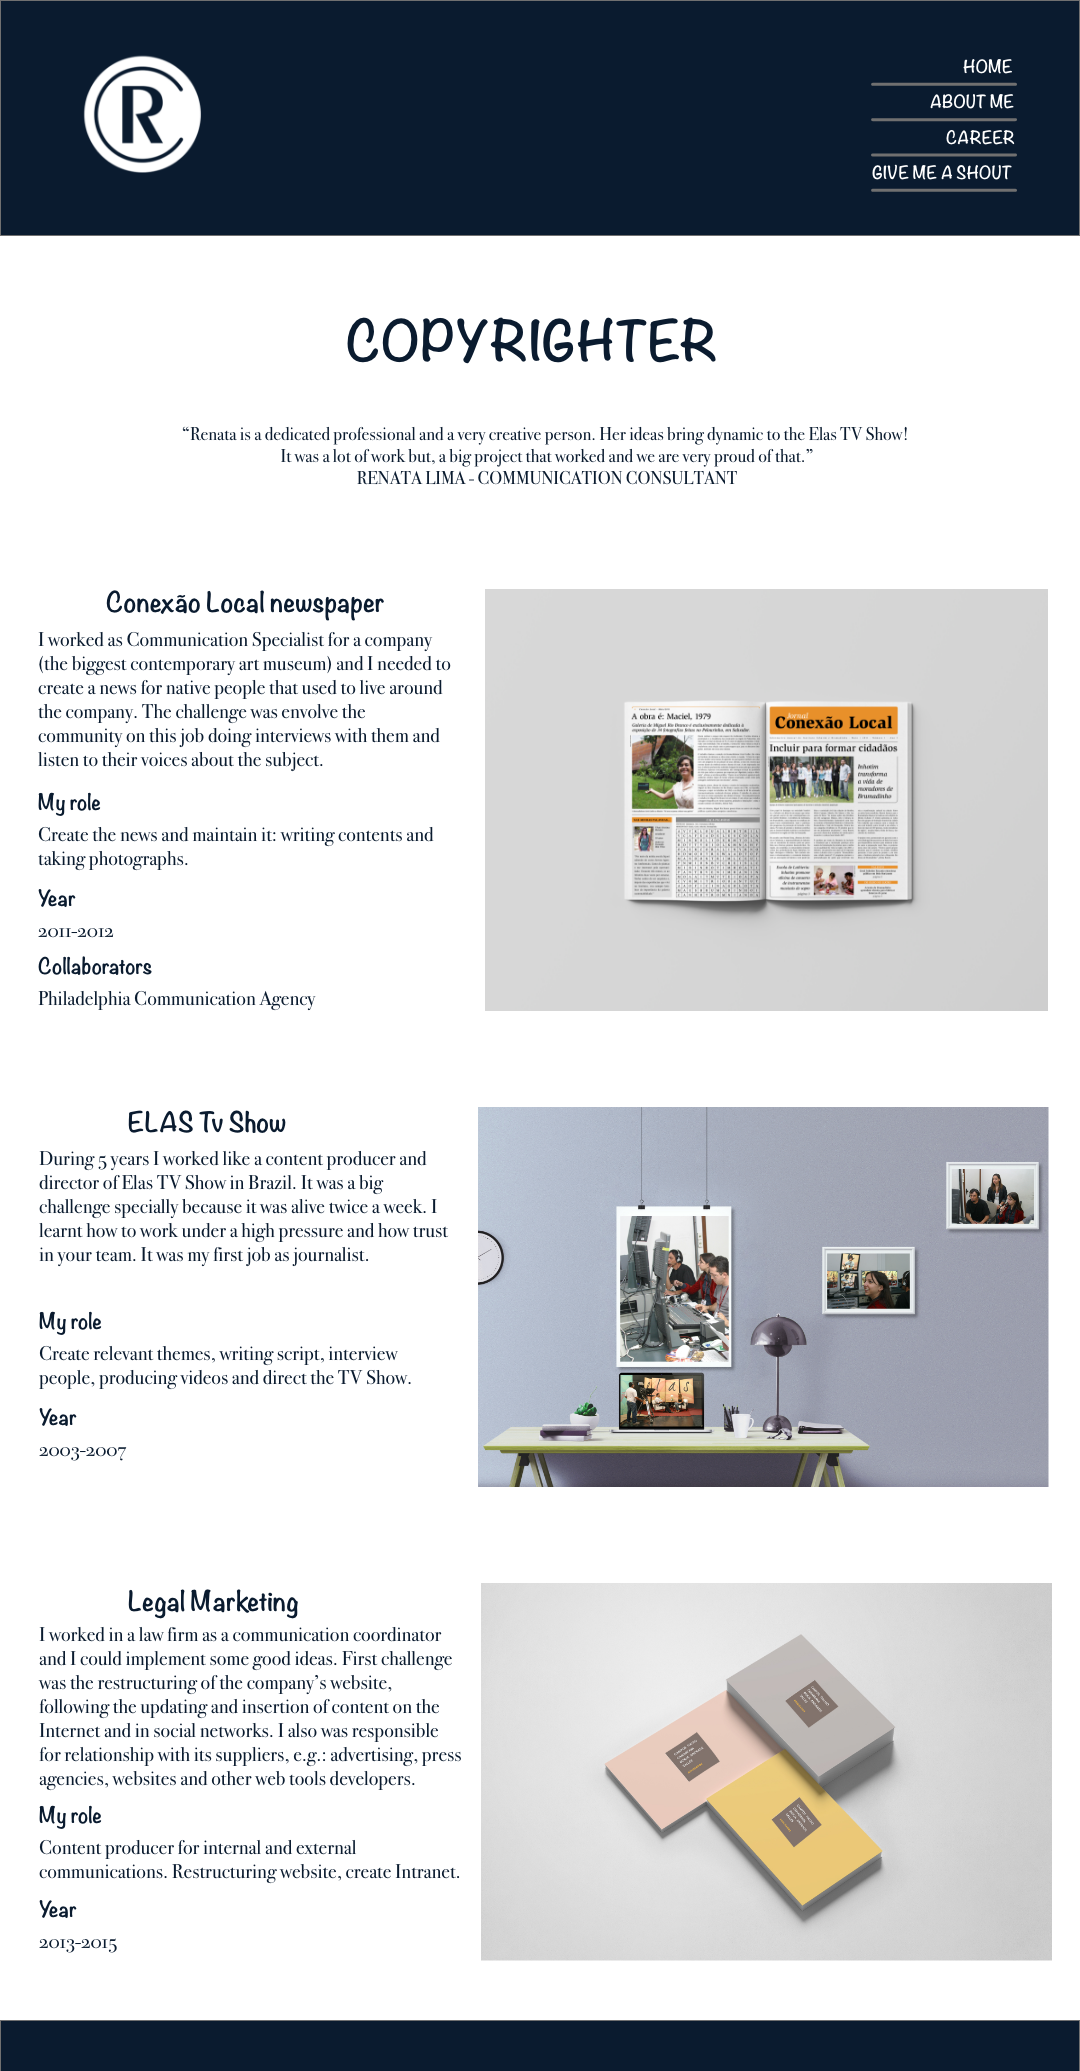 R
HOME
ABOUT ME
CAREER
GIVE ME A SHOUT
COPYRIGHTER
“Renata is a dedicated professional and a very creative person. Her ideas bring dynamic to the Elas TV Show!
It was a lot of work but, a big project that worked and we are very proud of that.”
RENATA LIMA - COMMUNICATION CONSULTANT
Conexão Local newspaper
I worked as Communication Specialist for a company
(the biggest contemporary art museum) and I needed to
create a news for native people that used to live around
the company. The challenge was envolve the
community on this job doing interviews with them and
listen to their voices about the subject.
My role
Create the news and maintain it: writing contents and
taking photographs.
Year
2011-2012
Collaborators
Philadelphia Communication Agency
A obra é: Maciel, 1979
Jornal
Conexão Local
Incluir para formar cidadãos
Inhotim
transforma
a vida de
moradores de
Brumadinho
ELAS Tv Show
During 5 years I worked like a content producer and
director of Elas TV Show in Brazil. It was a big
challenge specially because it was alive twice a week. I
learnt how to work under a high pressure and how trust
in your team. It was my first job as journalist.
My role
Create relevant themes, writing script, interview
people, producing videos and direct the TV Show.
Year
2003-2007
elas
Legal Marketing
I worked in a law firm as a communication coordinator
and I could implement some good ideas. First challenge
was the restructuring of the company’s website,
following the updating and insertion of content on the
Internet and in social networks. I also was responsible
for relationship with its suppliers, e.g.: advertising, press
agencies, websites and other web tools developers.
My role
Content producer for internal and external
communications. Restructuring website, create Intranet.
Year
2013-2015